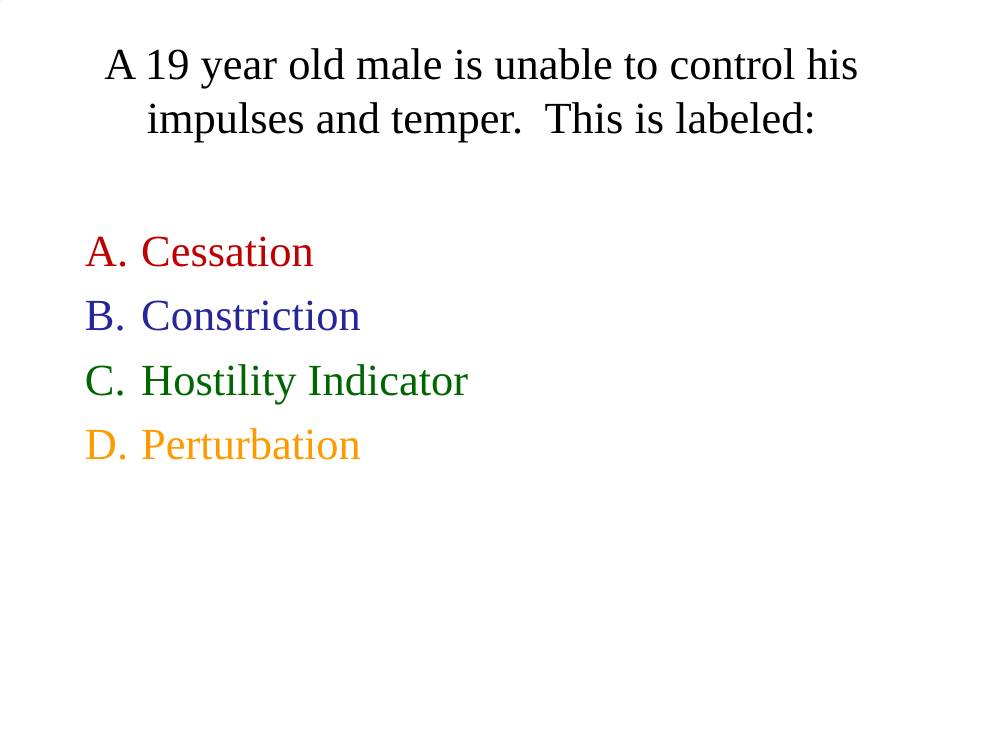 A 19 year old male is unable to control his
impulses and temper.  This is labeled:
A. Cessation
B. Constriction
C. Hostility Indicator
D. Perturbation